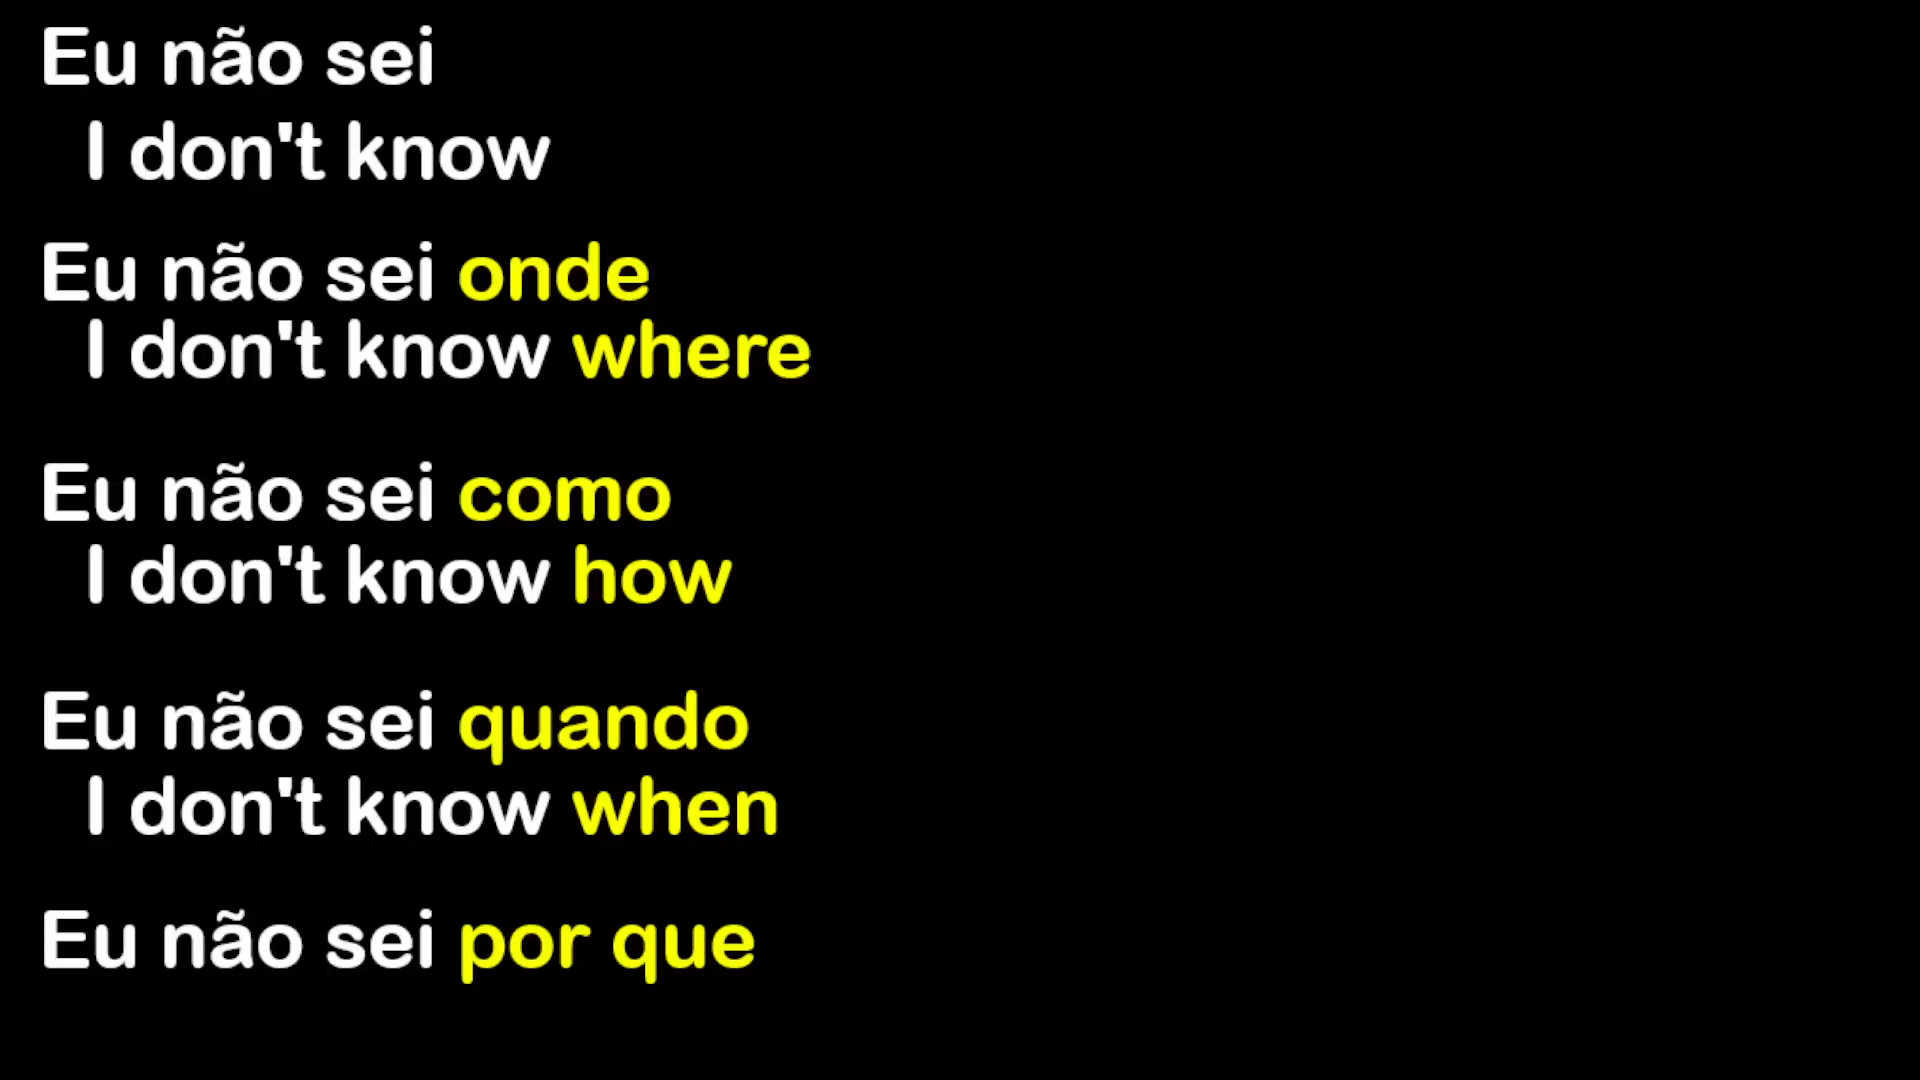 Eu não sei
I don't know
Eu não sei onde
I don't know where
Eu não sei como
I don't know how
Eu não sei quando
I don't know when
Eu não sei por que